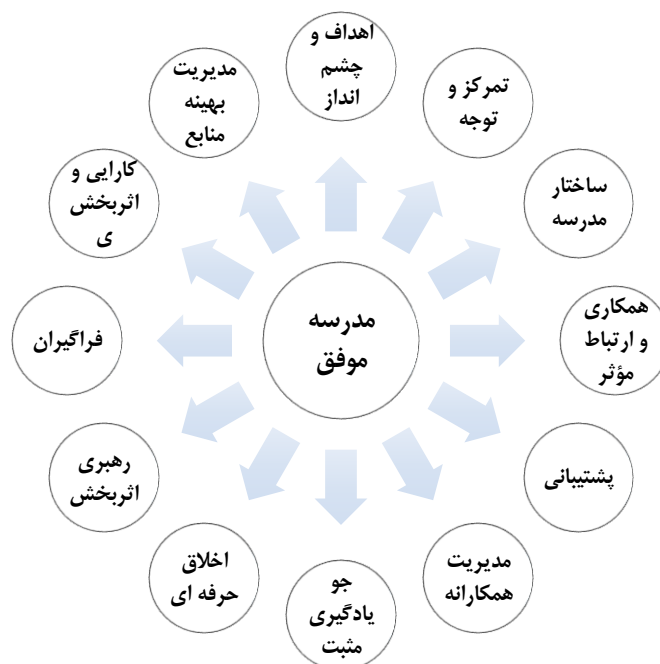 اهداف و
چشم
انداز
تمرکز و
توجه
ساختار
مدرسه
همکاری
و ارتباط
مؤثر
پشتیبانی
مدیریت
همکارانه
جو
یادگیری
مثبت
اخلاق
حرفه ای
رهبری
اثربخش
فراگیران
کارایی و
اثربخش
ی
مدیریت
بهینه
منابع
مدرسه
موفق